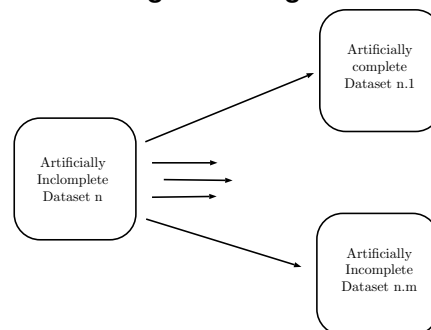 Artificially
complete
Dataset n.1
Artificially
Inclomplete
Dataset n
Artificially
Incomplete
Dataset n.m